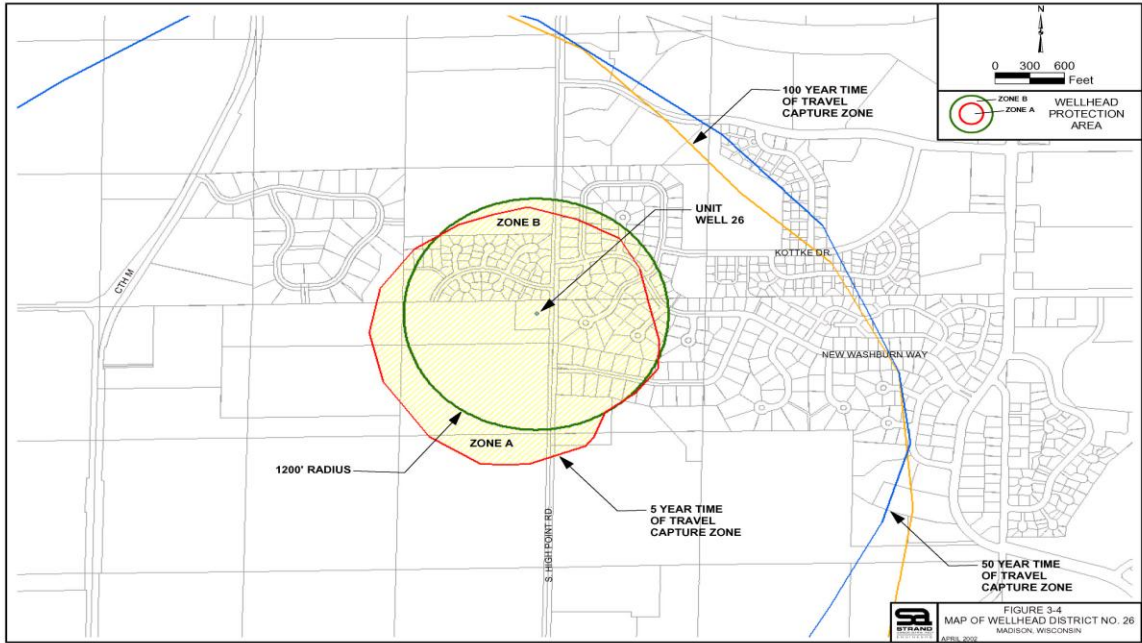 N
0 300 600
Feet
ZONE B
ZONE A
WELLHEAD
PROTECTION
AREA
100 YEAR TIME
OF TRAVEL
CAPTURE ZONE
UNIT
WELL 26
ZONE B
KOTTKE DR.
CTH M
NEW WASHBURN WAY
ZONE A
1200' RADIUS
5 YEAR TIME
OF TRAVEL
CAPTURE ZONE
S. HIGH POINT RD.
50 YEAR TIME
OF TRAVEL
CAPTURE ZONE
sa
STRAND
FIGURE 3-4
MAP OF WELLHEAD DISTRICT NO. 26
MADISON, WISCONSIN
APRIL 2002